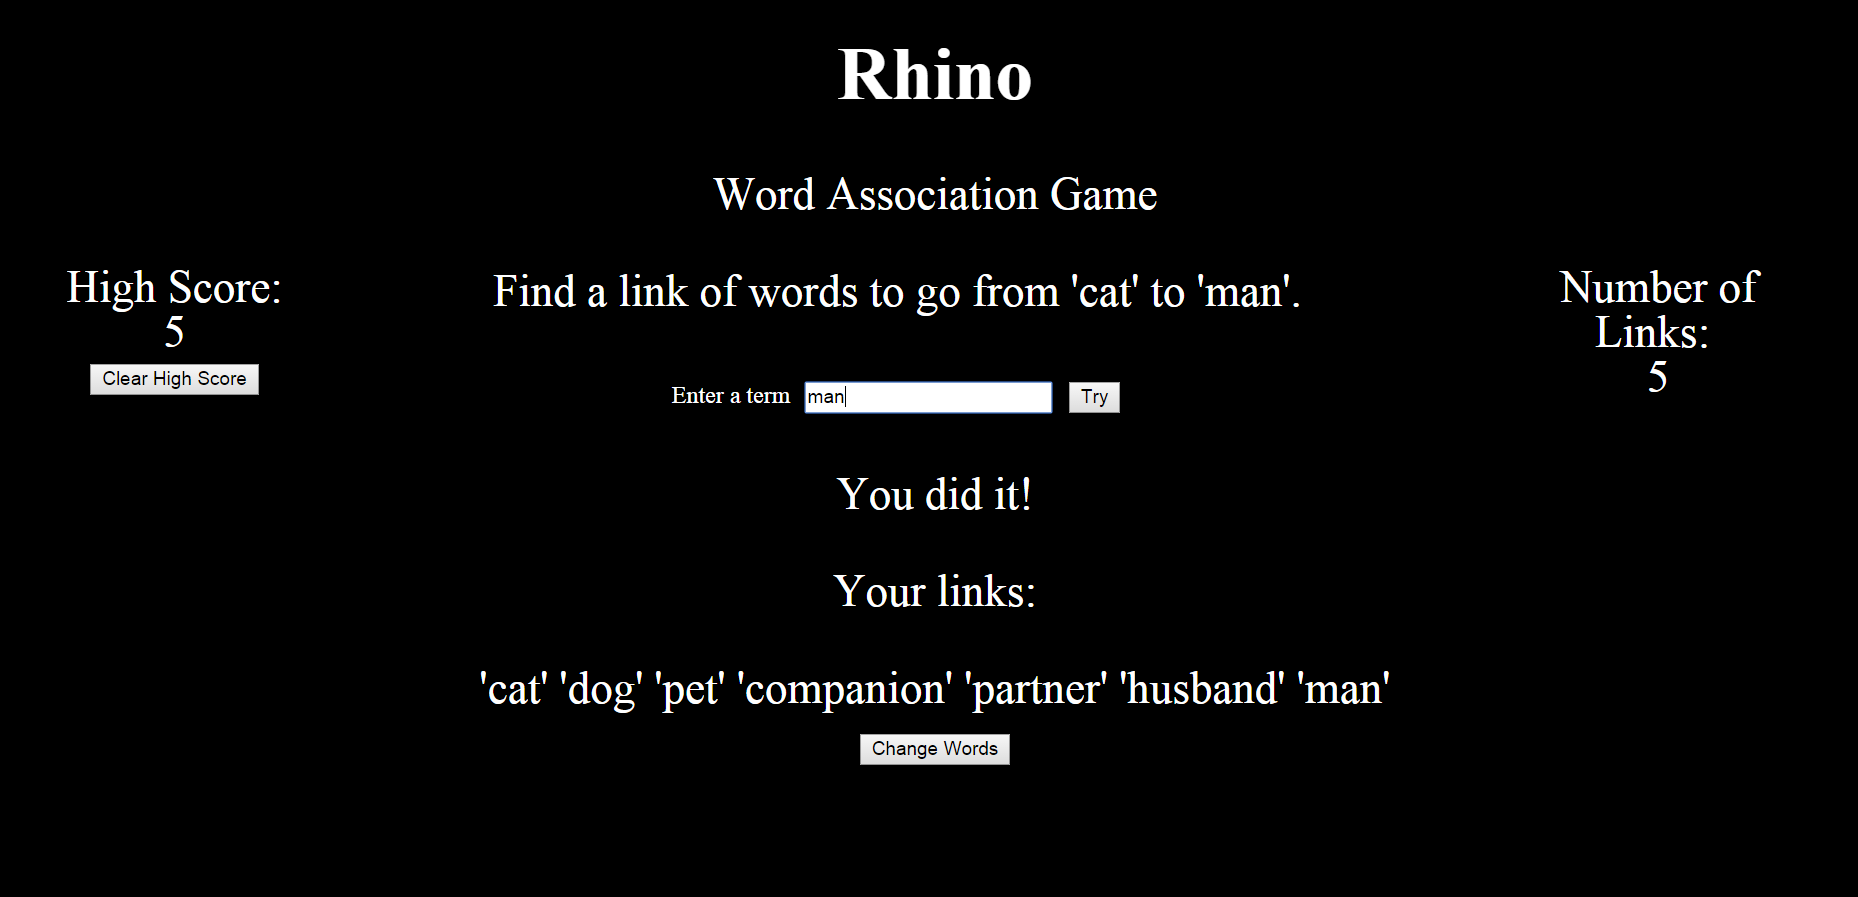 Rhino
Word Association Game
High Score:
5
Clear High Score
Find a link of words to go from 'cat' to 'man'.
Enter a term man Try
Number of
Links:
5
You did it!
Your links:
'cat' 'dog' 'pet' 'companion' 'partner' 'husband' 'man'
Change Words